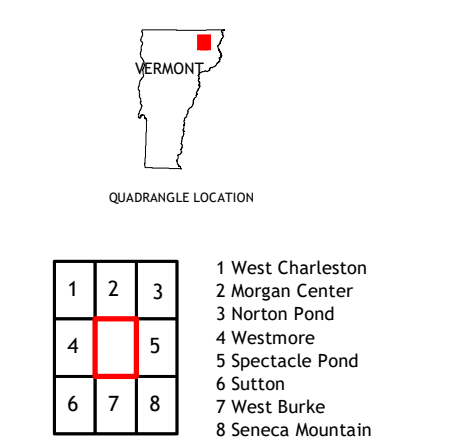 VERMONT
QUADRANGLE LOCATION
1 2 3
4 5
6 7 8
1 West Charleston
2 Morgan Center
3 Norton Pond
4 Westmore
5 Spectacle Pond
6 Sutton
7 West Burke
8 Seneca Mountain